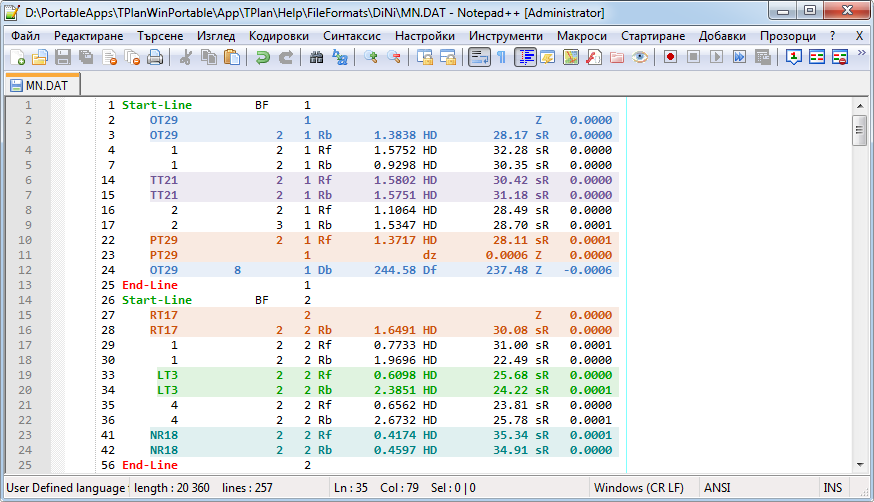 D:\PortableApps\TPlanWinPortable\App\TPlan\Help\FileFormats\DiNi\MN.DAT - Notepad++ [Administrator]
Файл Редактиране Търсене Изглед Кодировки Синтаксис Настройки Инструменти Макроси Стартиране Добавки Прозорци ? X
MN.DAT
1 1 Start-Line BF 1
2 2 OT29 1 Z 0.0000
3 3 OT29 2 1 Rb 1.3838 HD 28.17 sR 0.0000
4 4 1 2 1 Rf 1.5752 HD 32.28 sR 0.0000
5 7 1 2 1 Rb 0.9298 HD 30.35 sR 0.0000
6 14 TT21 2 1 Rf 1.5802 HD 30.42 sR 0.0000
7 15 TT21 2 1 Rb 1.5751 HD 31.18 sR 0.0000
8 16 2 2 1 Rf 1.1064 HD 28.49 sR 0.0000
9 17 2 3 1 Rb 1.5347 HD 28.70 sR 0.0001
10 22 PT29 2 1 Rf 1.3717 HD 28.11 sR 0.0001
11 23 PT29 1 dz 0.0006 Z 0.0000
12 24 OT29 8 1 Db 244.58 Df 237.48 Z -0.0006
13 25 End-Line 1
14 26 Start-Line BF 2
15 27 RT17 2 Z 0.0000
16 28 RT17 2 2 Rb 1.6491 HD 30.08 sR 0.0000
17 29 1 2 2 Rf 0.7733 HD 31.00 sR 0.0001
18 30 1 2 2 Rb 1.9696 HD 22.49 sR 0.0000
19 33 LT3 2 2 Rf 0.6098 HD 25.68 sR 0.0000
20 34 LT3 2 2 Rb 2.3851 HD 24.22 sR 0.0001
21 35 4 2 2 Rf 0.6562 HD 23.81 sR 0.0000
22 36 4 2 2 Rb 2.6732 HD 25.78 sR 0.0000
23 41 NR18 2 2 Rf 0.4174 HD 35.34 sR 0.0001
24 42 NR18 2 2 Rb 0.4597 HD 34.91 sR 0.0000
25 56 End-Line 2
User Defined language length : 20 360 lines : 257 Ln : 35 Col : 79 Sel : 0 | 0 Windows (CR LF) ANSI INS